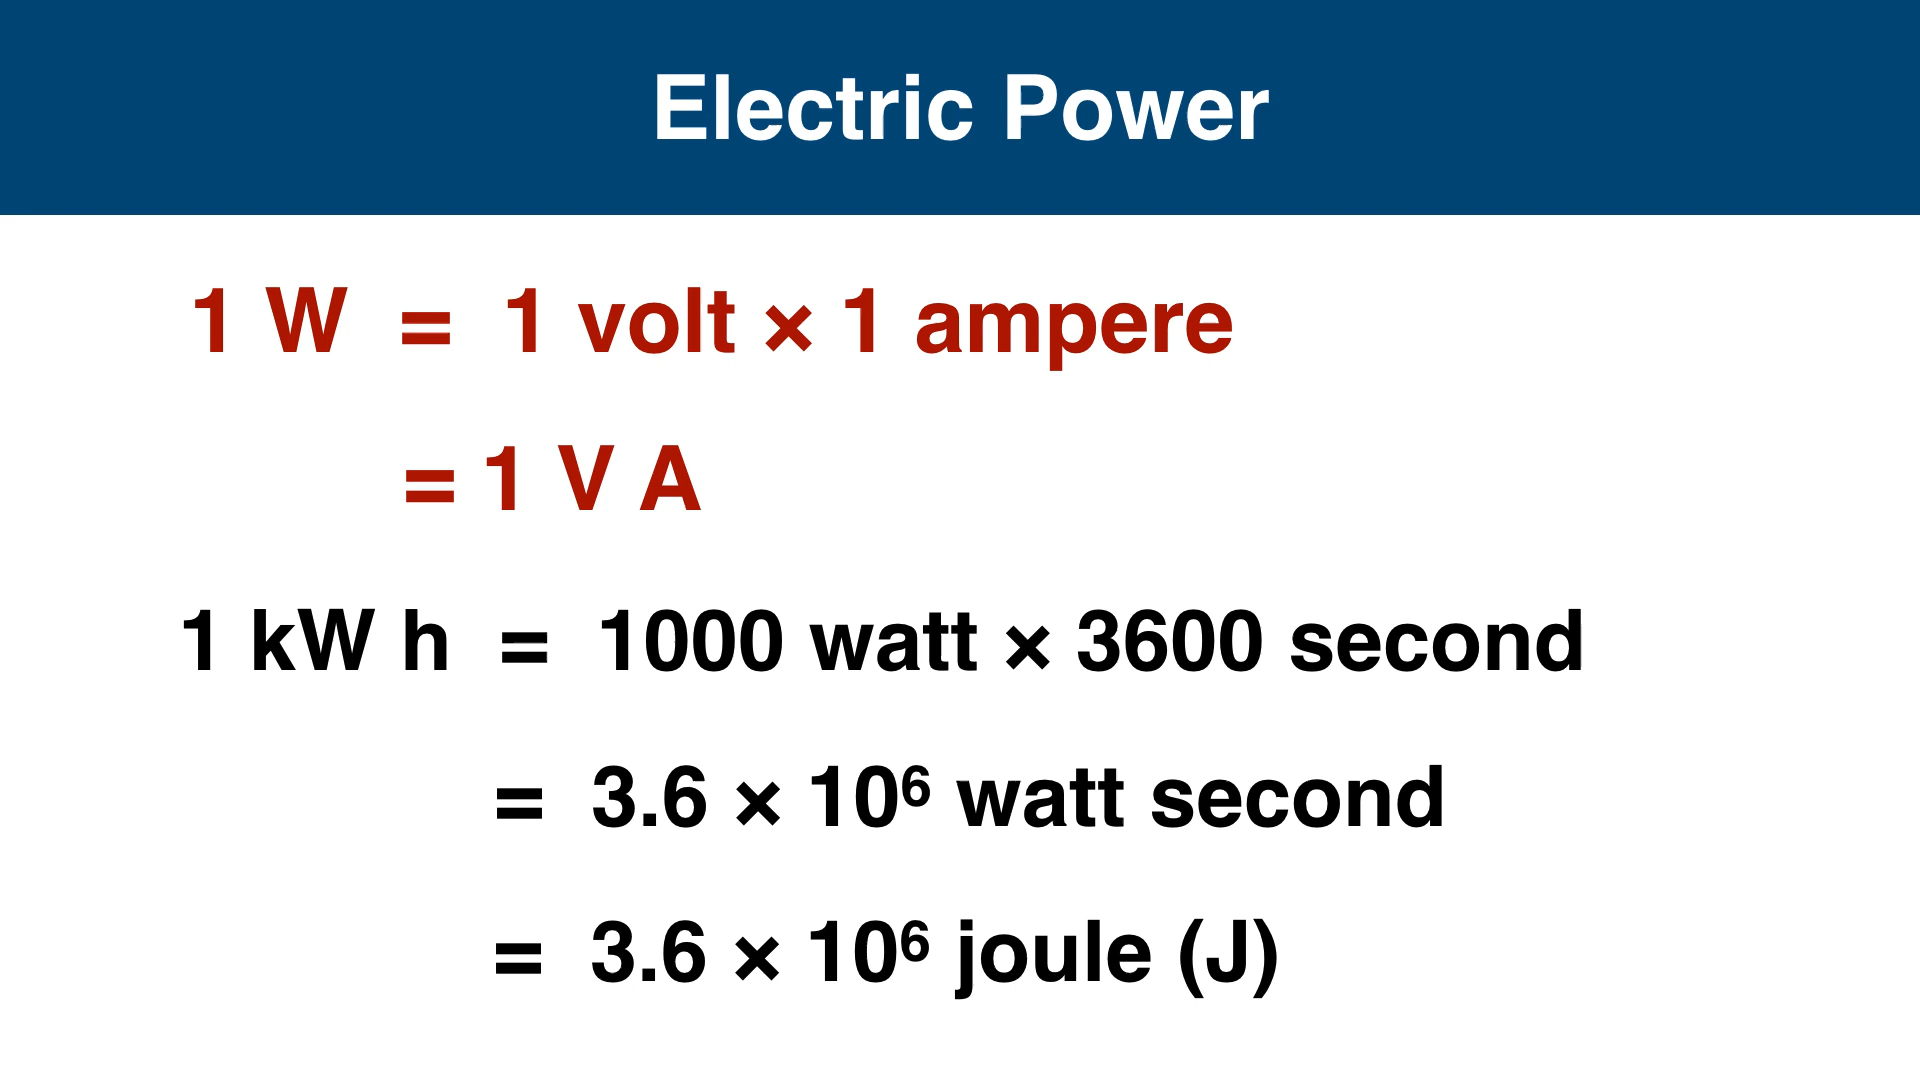 Electric Power
1 W = 1 volt × 1 ampere
= 1 V A
1 kW h = 1000 watt × 3600 second
= 3.6 × 10⁶ watt second
= 3.6 × 10⁶ joule (J)